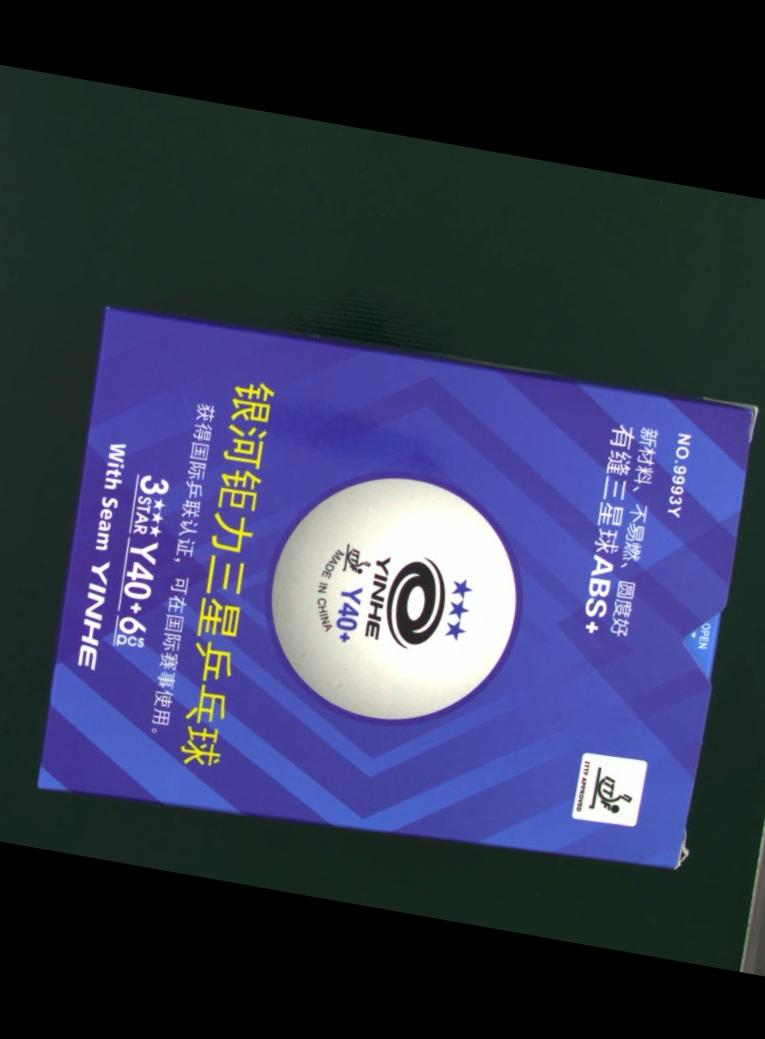 NO.9993Y
新材料、不易燃、圆度好
有缝三星球ABS+
OPEN
ITTF APPROVED
★★★
YINHE
Y40+
MADE IN CHINA
银河钜力三星乒乓球
获得国际乒联认证，可在国际赛事使用。
3★★★STAR Y40+6PCS
With Seam YINHE